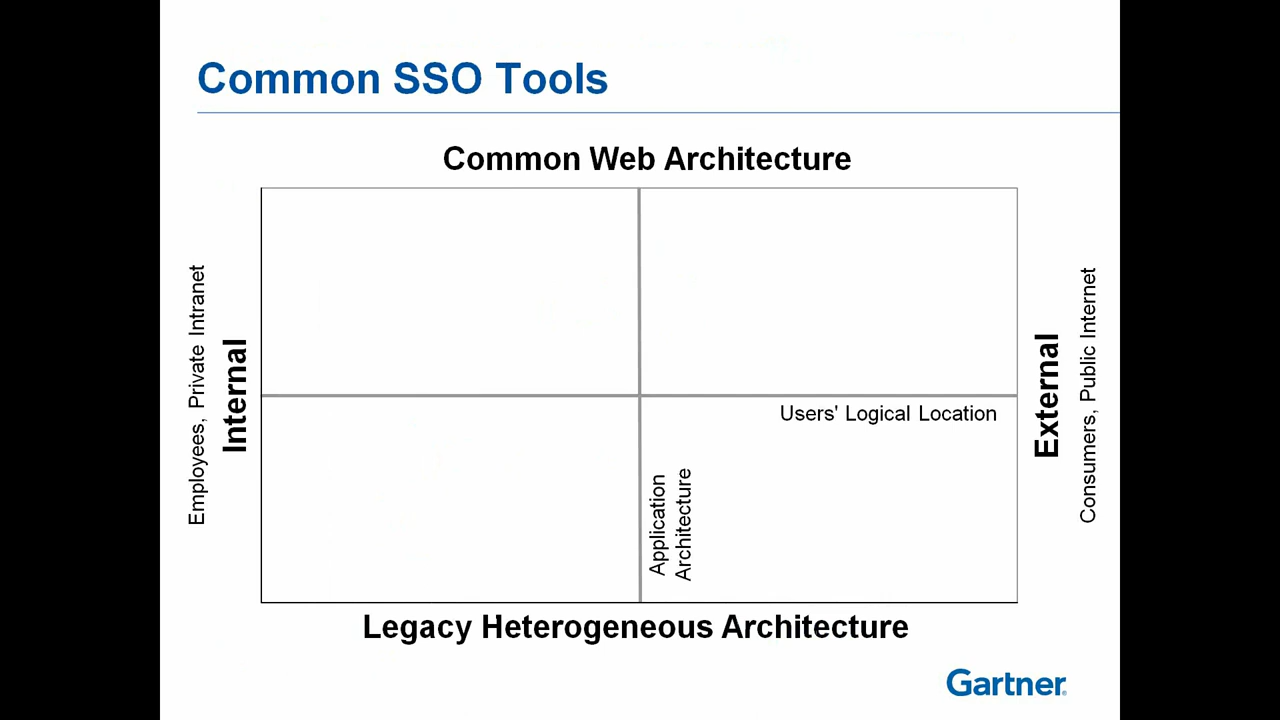 Common SSO Tools
Common Web Architecture
Employees, Private Intranet
Internal
Users' Logical Location
Application
Architecture
External
Consumers, Public Internet
Legacy Heterogeneous Architecture
Gartner